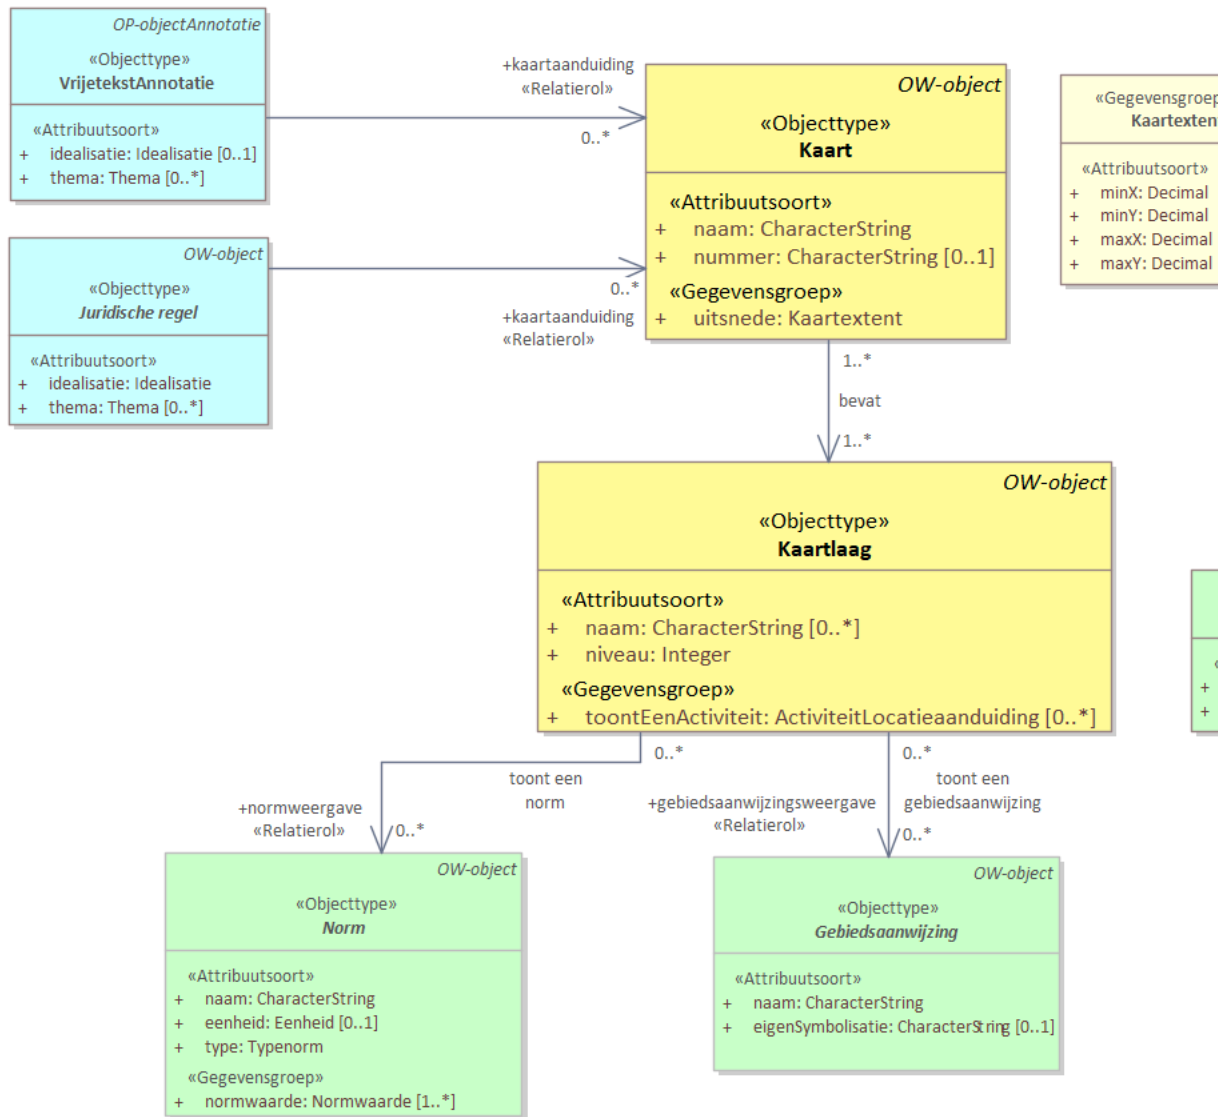 OP-objectAnnotatie
«Objecttype»
VrijetekstAnnotatie
«Attribuutsoort»
+ idealisatie: Idealisatie [0..1]
+ thema: Thema [0..*]
+kaartaanduiding
«Relatierol»
0..*
OW-object
«Objecttype»
Kaart
«Attribuutsoort»
+ naam: CharacterString
+ nummer: CharacterString [0..1]
«Gegevensgroep»
+ uitsnede: Kaartextent
«Gegevensgroep
Kaartextent
«Attribuutsoort»
+ minX: Decimal
+ minY: Decimal
+ maxX: Decimal
+ maxY: Decimal
OW-object
«Objecttype»
Juridische regel
«Attribuutsoort»
+ idealisatie: Idealisatie
+ thema: Thema [0..*]
0..*
+kaartaanduiding
«Relatierol»
1..*
bevat
1..*
OW-object
«Objecttype»
Kaartlaag
«Attribuutsoort»
+ naam: CharacterString [0..*]
+ niveau: Integer
«Gegevensgroep»
+ toontEenActiviteit: ActiviteitLocatieaanduiding [0..*]
«
+
+
0..*
toont een
norm
+normweergave
«Relatierol»
0..*
0..*
toont een
gebiedsaanwijzing
+gebiedsaanwijzingsweergave
«Relatierol»
0..*
OW-object
«Objecttype»
Norm
«Attribuutsoort»
+ naam: CharacterString
+ eenheid: Eenheid [0..1]
+ type: Typenorm
«Gegevensgroep»
+ normwaarde: Normwaarde [1..*]
OW-object
«Objecttype»
Gebiedsaanwijzing
«Attribuutsoort»
+ naam: CharacterString
+ eigenSymbolisatie: CharacterString [0..1]